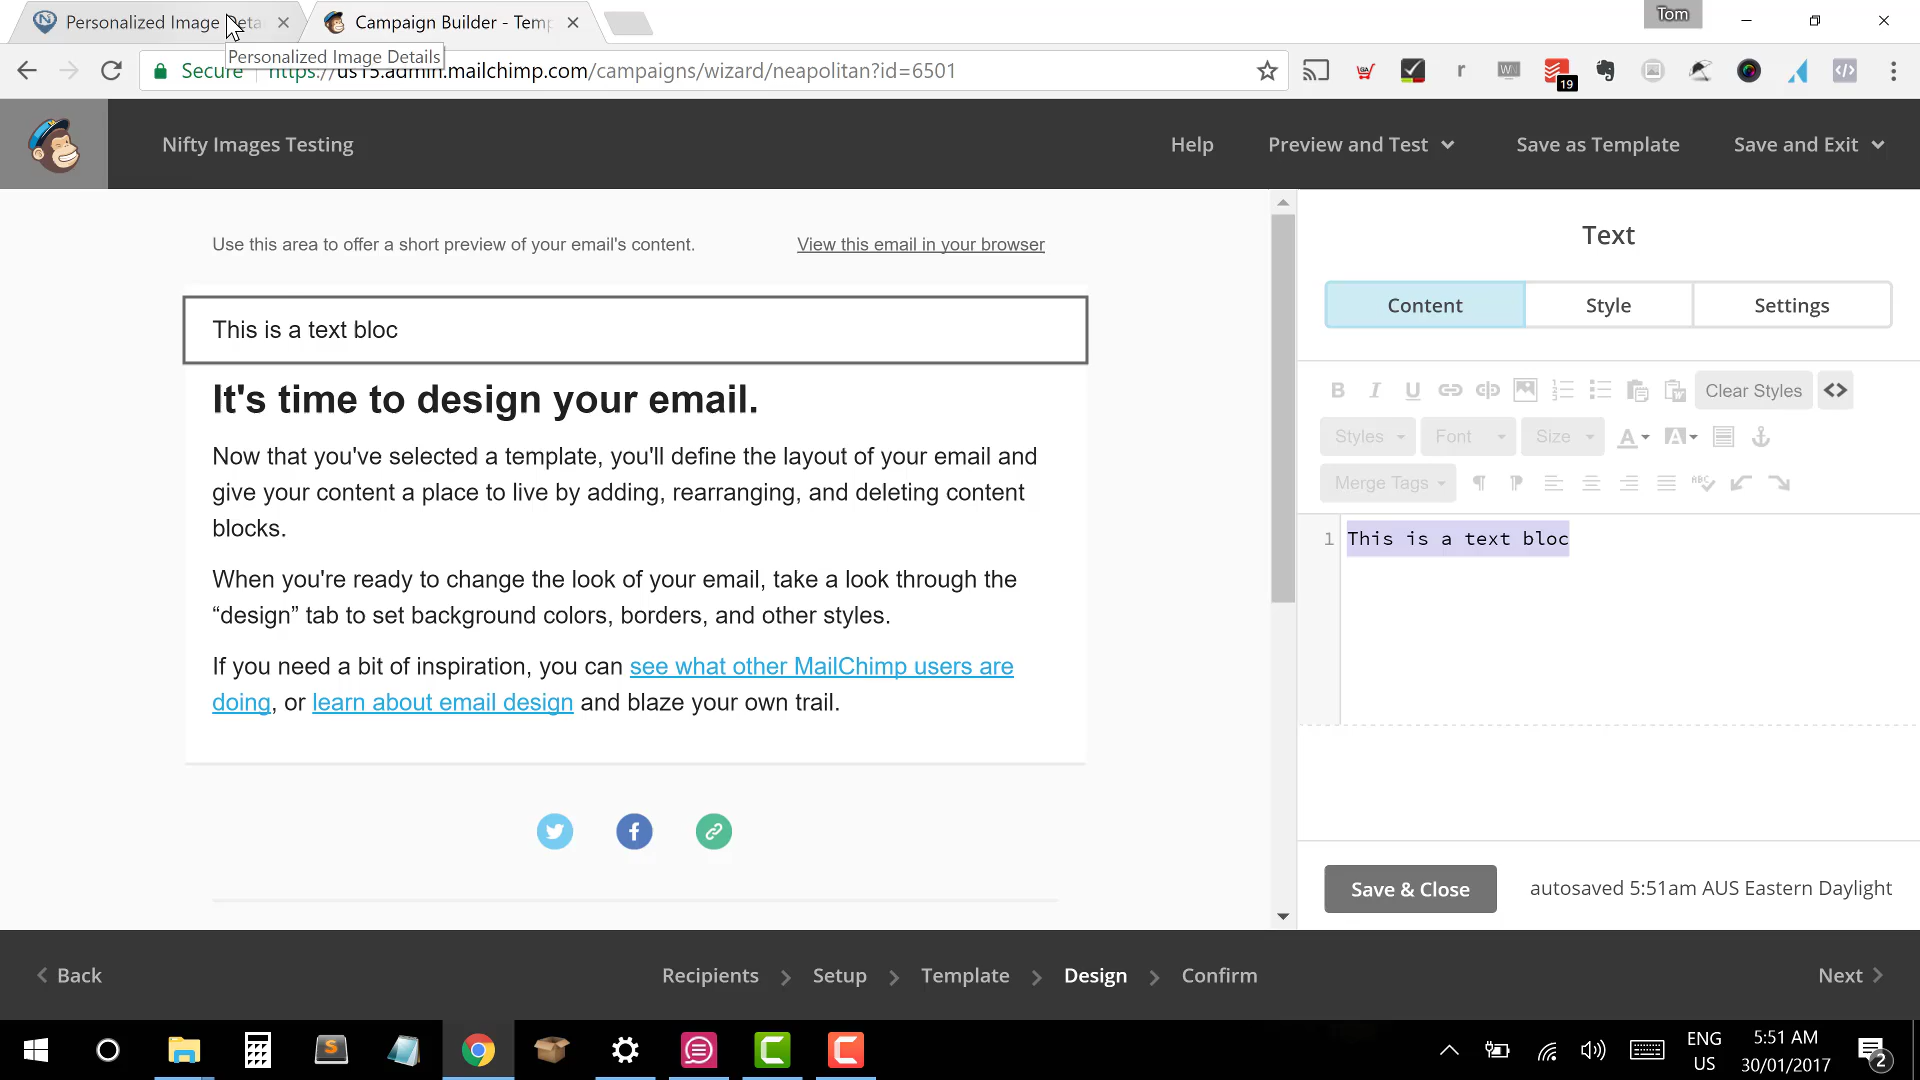 Personalized Image Deta
Campaign Builder - Temp
Tom
Personalized Image Details
Secure
https://us15.admin.mailchimp.com/campaigns/wizard/neapolitan?id=6501
19
Nifty Images Testing
Help
Preview and Test
Save as Template
Save and Exit
Use this area to offer a short preview of your email's content.
View this email in your browser
This is a text bloc
It's time to design your email.
Now that you've selected a template, you'll define the layout of your email and
give your content a place to live by adding, rearranging, and deleting content
blocks.
When you're ready to change the look of your email, take a look through the
“design” tab to set background colors, borders, and other styles.
If you need a bit of inspiration, you can see what other MailChimp users are
doing, or learn about email design and blaze your own trail.
Text
Content
Style
Settings
B I U
Clear Styles
Styles
Font
Size
A
A
Merge Tags
ABC
1 This is a text bloc
Save & Close
autosaved 5:51am AUS Eastern Daylight
Back
Recipients
Setup
Template
Design
Confirm
Next
ENG
US
5:51 AM
30/01/2017
2